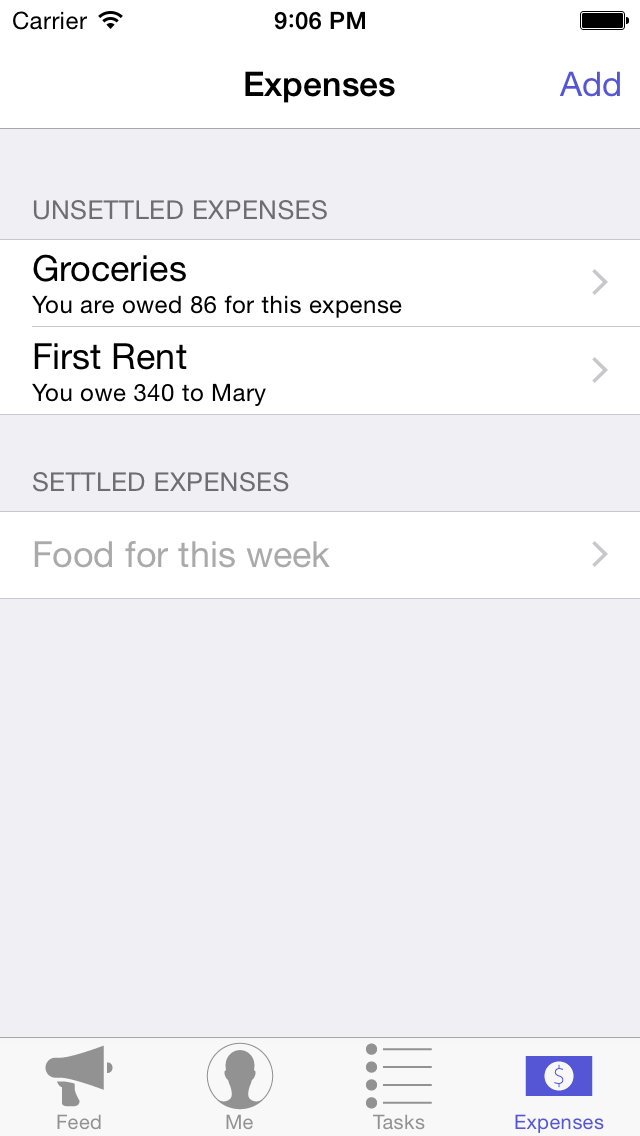 Carrier 9:06 PM
Expenses Add
UNSETTLED EXPENSES
Groceries
You are owed 86 for this expense
First Rent
You owe 340 to Mary
SETTLED EXPENSES
Food for this week
$
Feed Me Tasks Expenses